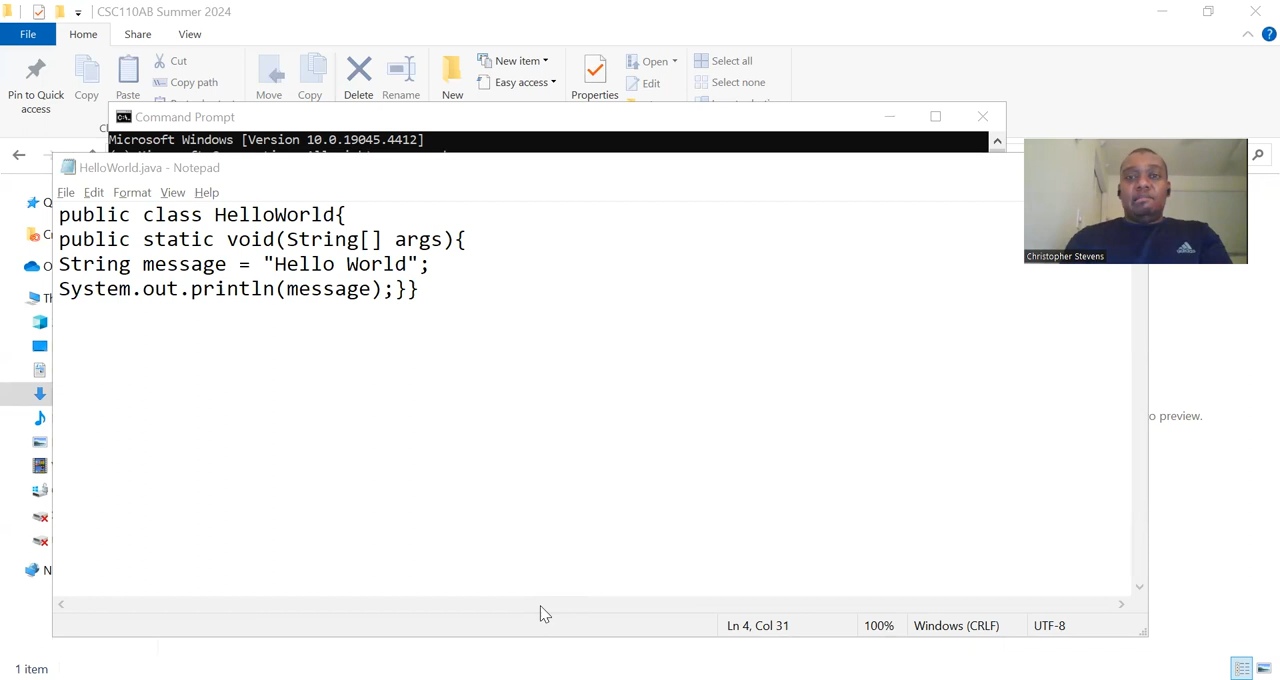 CSC110AB Summer 2024
File Home Share View
Pin to Quick access
Copy
Paste
Cut
Copy path
Move
Copy
Delete
Rename
New
New item
Easy access
Properties
Open
Edit
Select all
Select none
Command Prompt
Microsoft Windows [Version 10.0.19045.4412]
HelloWorld.java - Notepad
File Edit Format View Help
public class HelloWorld{
public static void(String[] args){
String message = "Hello World";
System.out.println(message);}}
Christopher Stevens
o preview.
Ln 4, Col 31 100% Windows (CRLF) UTF-8
1 item